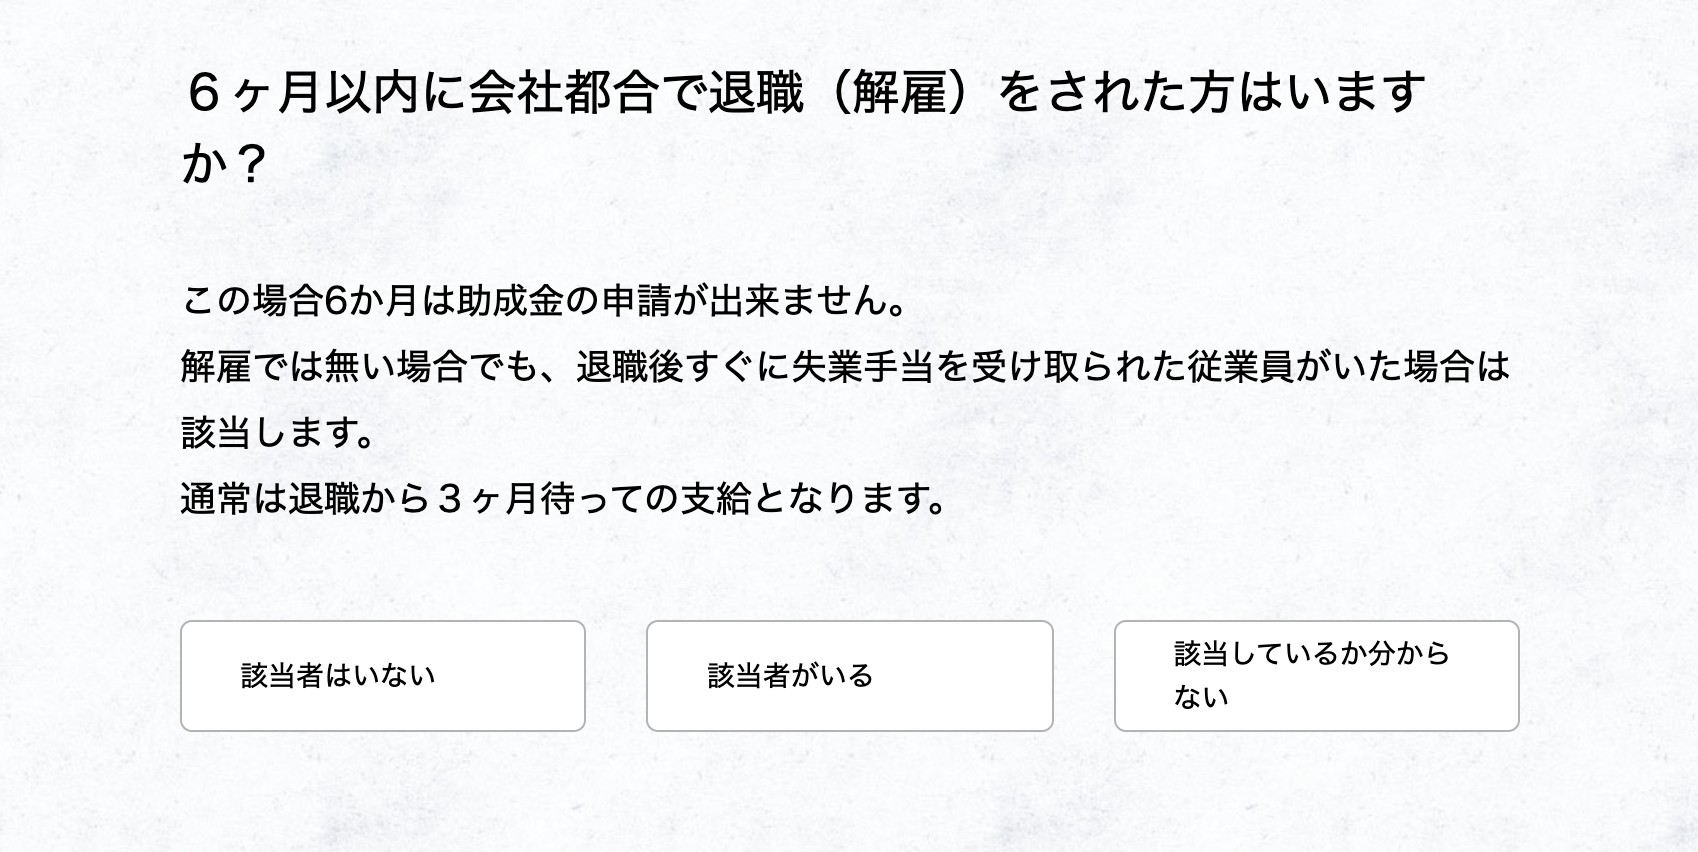 ６ヶ月以内に会社都合で退職（解雇）をされた方はいます
か？
この場合6か月は助成金の申請が出来ません。
解雇では無い場合でも、退職後すぐに失業手当を受け取られた従業員がいた場合は
該当します。
通常は退職から３ヶ月待っての支給となります。
該当者はいない
該当者がいる
該当しているか分から
ない